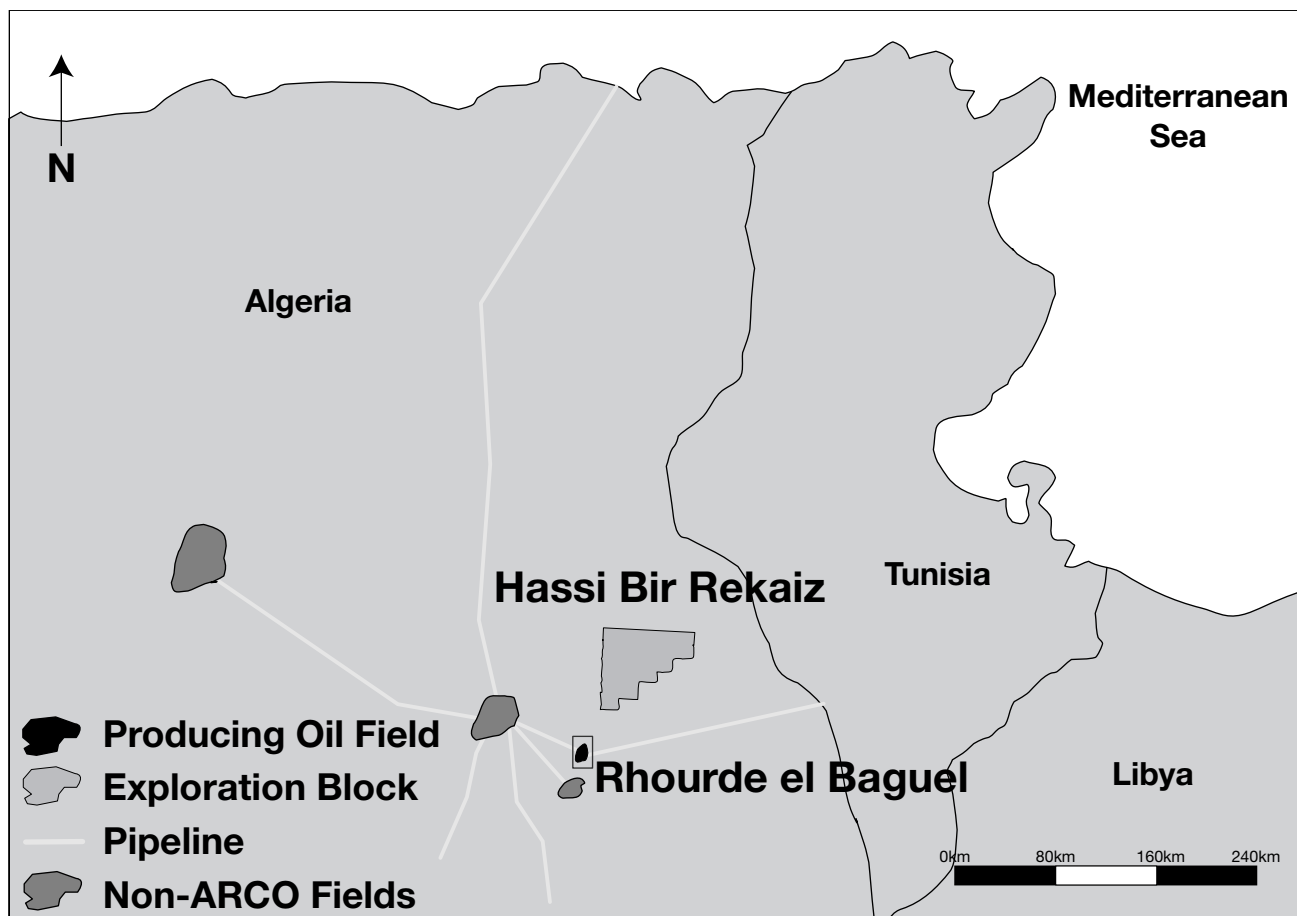 Mediterranean
Sea
N
Algeria
Tunisia
Hassi Bir Rekaiz
Rhourde el Baguel
Libya
Producing Oil Field
Exploration Block
Pipeline
Non-ARCO Fields
0km 80km 160km 240km